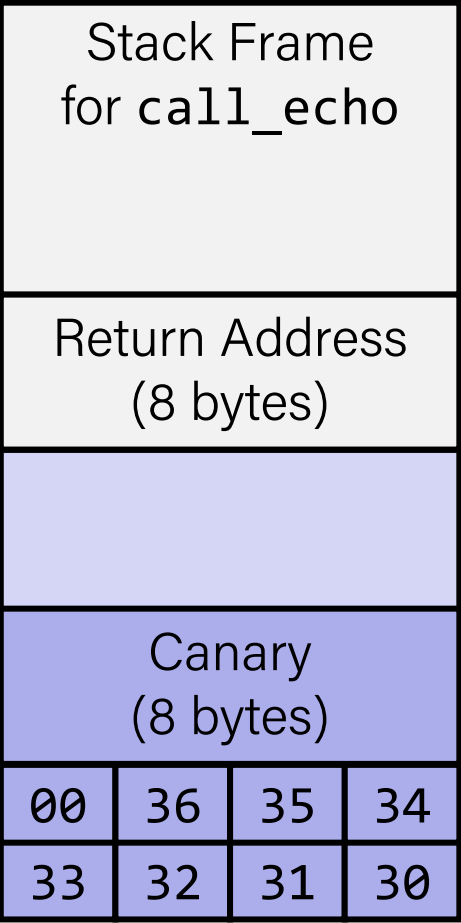 Stack Frame
for call_echo
Return Address
(8 bytes)
Canary
(8 bytes)
00 36 35 34
33 32 31 30